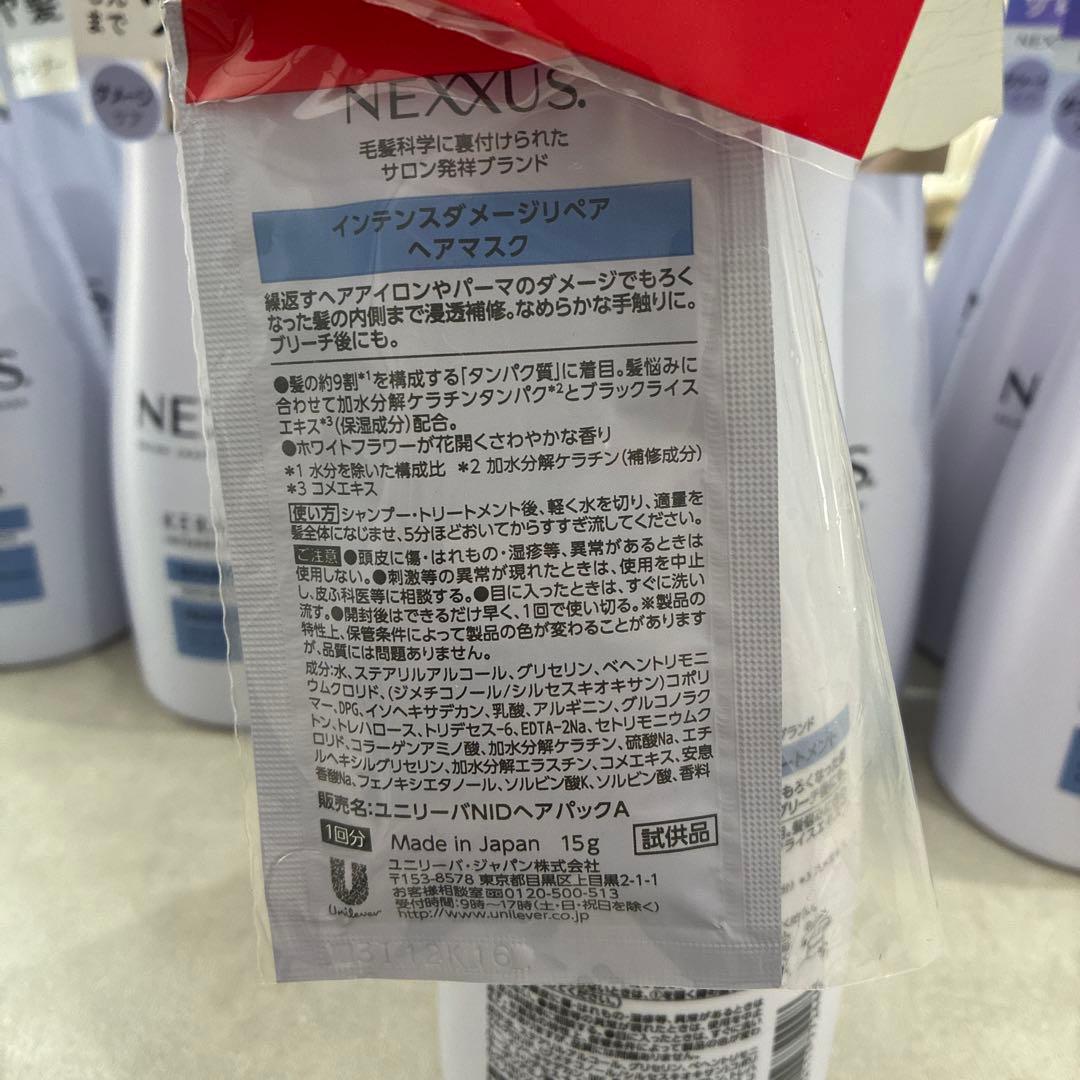 まで
ダメージ
ケア
NEXXUS.
毛髪科学に裏付けられた
サロン発祥ブランド
インテンスダメージリペア
ヘアマスク
繰返すヘアアイロンやパーマのダメージでもろく
なった髪の内側まで浸透補修。なめらかな手触りに。
ブリーチ後にも。
●髪の約9割*1を構成する「タンパク質」に着目。髪悩みに
合わせて加水分解ケラチンタンパク*2とブラックライス
エキス*3(保湿成分)配合。
●ホワイトフラワーが花開くさわやかな香り
*1 水分を除いた構成比 *2 加水分解ケラチン(補修成分)
*3 コメエキス
使い方 シャンプー・トリートメント後、軽く水を切り、適量を
髪全体になじませ、5分ほどおいてからすすぎ流してください。
ご注意 ●頭皮に傷・はれもの・湿疹等、異常があるときは
使用しない。●刺激等の異常が現れたときは、使用を中止
し、皮ふ科医等に相談する。●目に入ったときは、すぐに洗い
流す。●開封後はできるだけ早く、1回で使い切る。※製品の
特性上、保管条件によって製品の色が変わることがあります
が、品質には問題ありません。
成分:水、ステアリルアルコール、グリセリン、ベヘントリモニ
ウムクロリド、(ジメチコノール/シルセスキオキサン)コポリ
マー、DPG、イソヘキサデカン、乳酸、アルギニン、グルコノラク
トン、トレハロース、トリデセス-6、EDTA-2Na、セトリモニウムク
ロリド、コラーゲンアミノ酸、加水分解ケラチン、硫酸Na、エチ
ルヘキシルグリセリン、加水分解エラスチン、コメエキス、安息
香酸Na、フェノキシエタノール、ソルビン酸K、ソルビン酸、香料
販売名:ユニリーバNIDヘアパックA
1回分 Made in Japan 15g 試供品
Unilever
ユニリーバ・ジャパン株式会社
〒153-8578 東京都目黒区上目黒2-1-1
お客様相談室 0120-500-513
受付時間:9時〜17時(土・日・祝日を除く)
http://www.unilever.co.jp